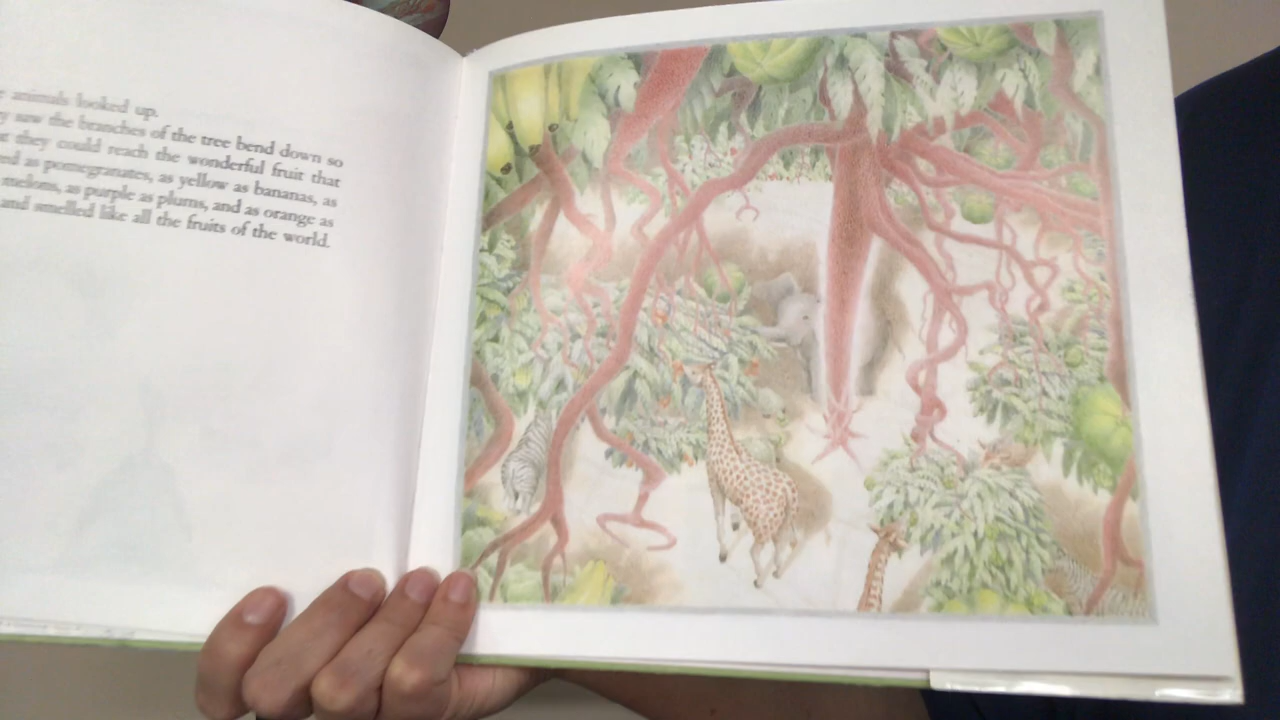 animals looked up.
saw the branches of the tree bend down so
they could reach the wonderful fruit that
as pomegranates, as yellow as bananas, as
melons, as purple as plums, and as orange as
and smelled like all the fruits of the world.